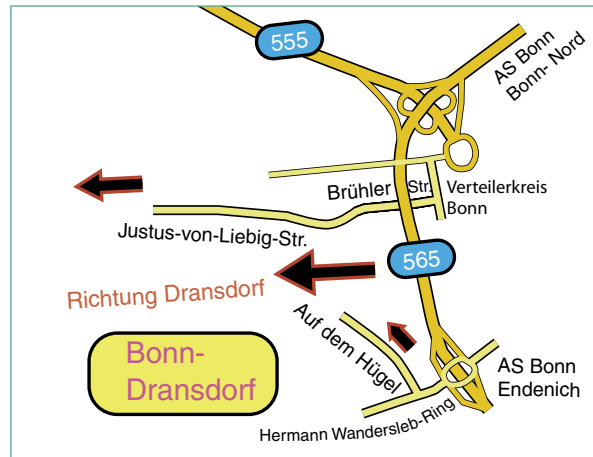 555
AS Bonn
Bonn- Nord
Brühler Str.
Verteilerkreis
Bonn
Justus-von-Liebig-Str.
565
Richtung Dransdorf
Auf dem Hügel
Bonn-
Dransdorf
AS Bonn
Endenich
Hermann Wandersleb-Ring